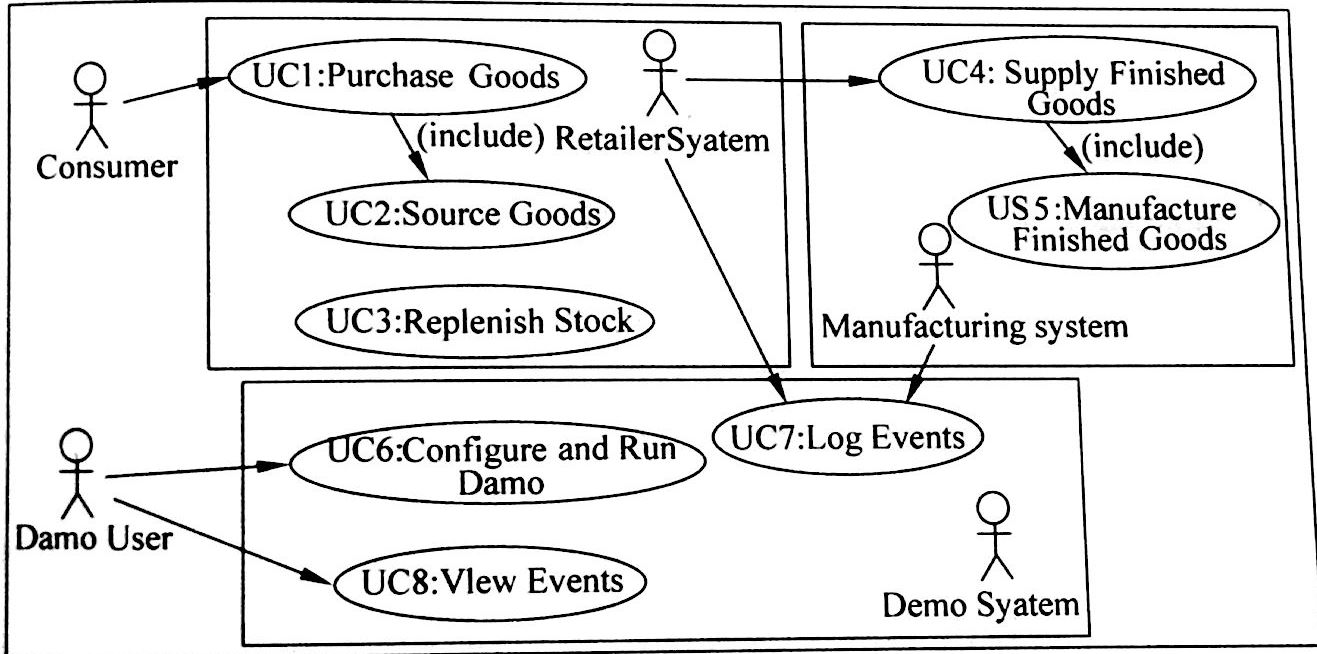 UC1:Purchase Goods
UC4: Supply Finished
Goods
(include)
RetailerSyatem
(include)
Consumer
UC2:Source Goods
US5:Manufacture
Finished Goods
UC3:Replenish Stock
Manufacturing system
UC6:Configure and Run
Damo
UC7:Log Events
Damo User
UC8:Vlew Events
Demo Syatem